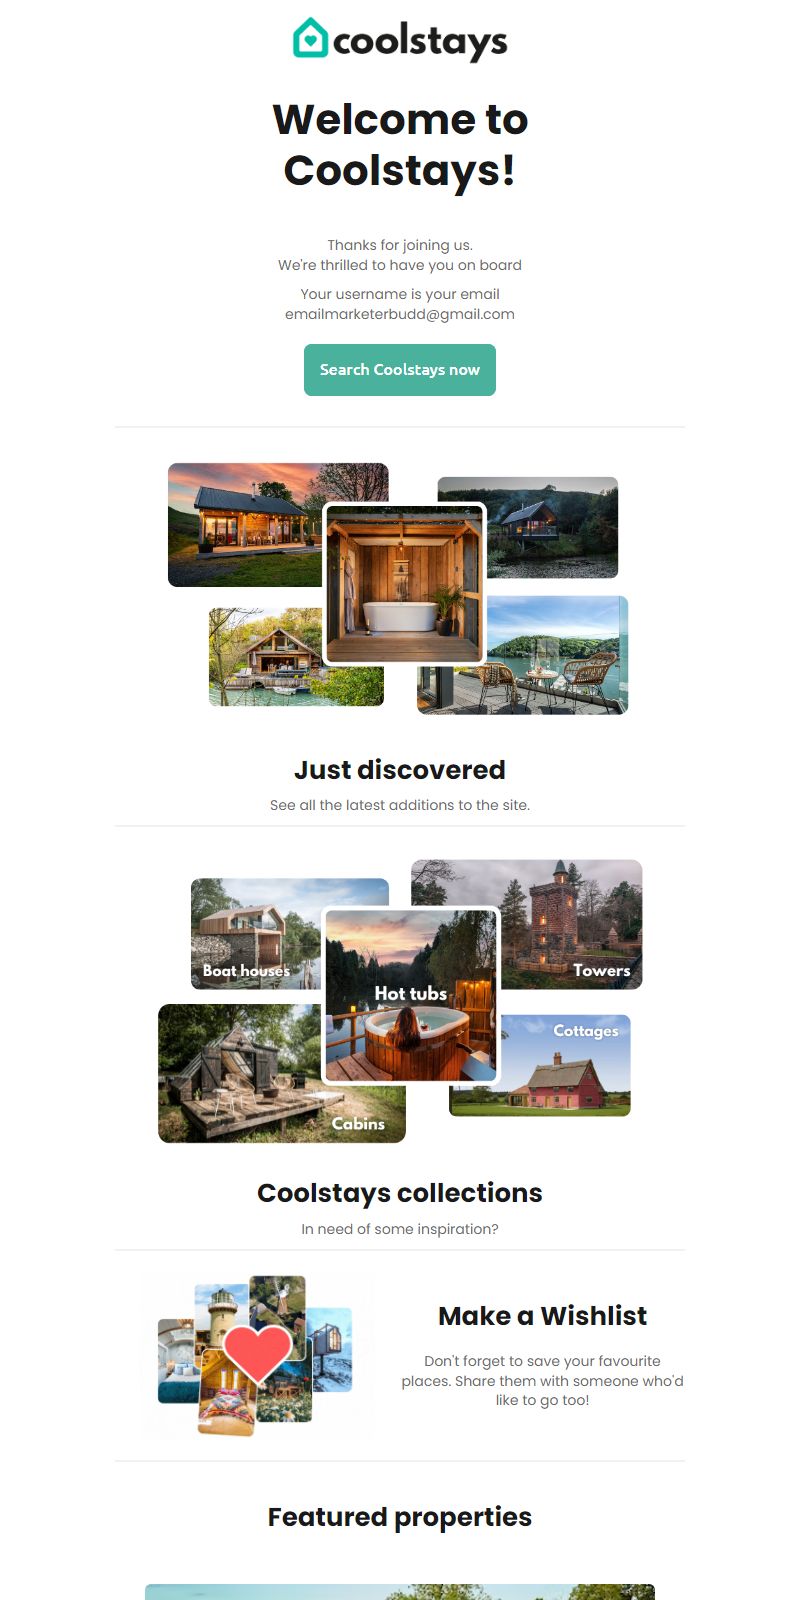 coolstays
Welcome to
Coolstays!
Thanks for joining us.
We're thrilled to have you on board
Your username is your email
emailmarketerbudd@gmail.com
Search Coolstays now
Just discovered
See all the latest additions to the site.
Boat houses
Towers
Hot tubs
Cottages
Cabins
Coolstays collections
In need of some inspiration?
Make a Wishlist
Don't forget to save your favourite
places. Share them with someone who'd
like to go too!
Featured properties